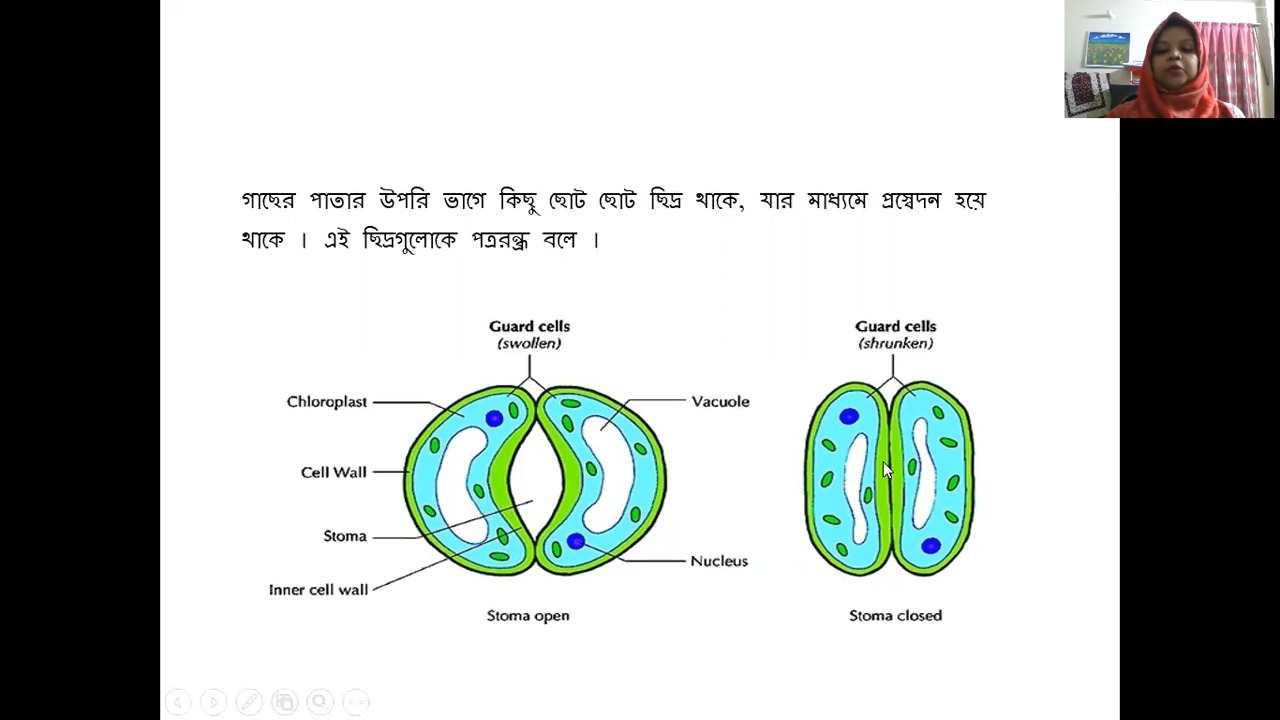 গাছের পাতার উপরি ভাগে কিছু ছোট ছোট ছিদ্র থাকে, যার মাধ্যমে প্রস্বেদন হয়ে
থাকে । এই ছিদ্রগুলোকে পত্ররন্ধ্র বলে ।
Guard cells
(swollen)
Guard cells
(shrunken)
Chloroplast
Vacuole
Cell Wall
Stoma
Nucleus
Inner cell wall
Stoma open
Stoma closed